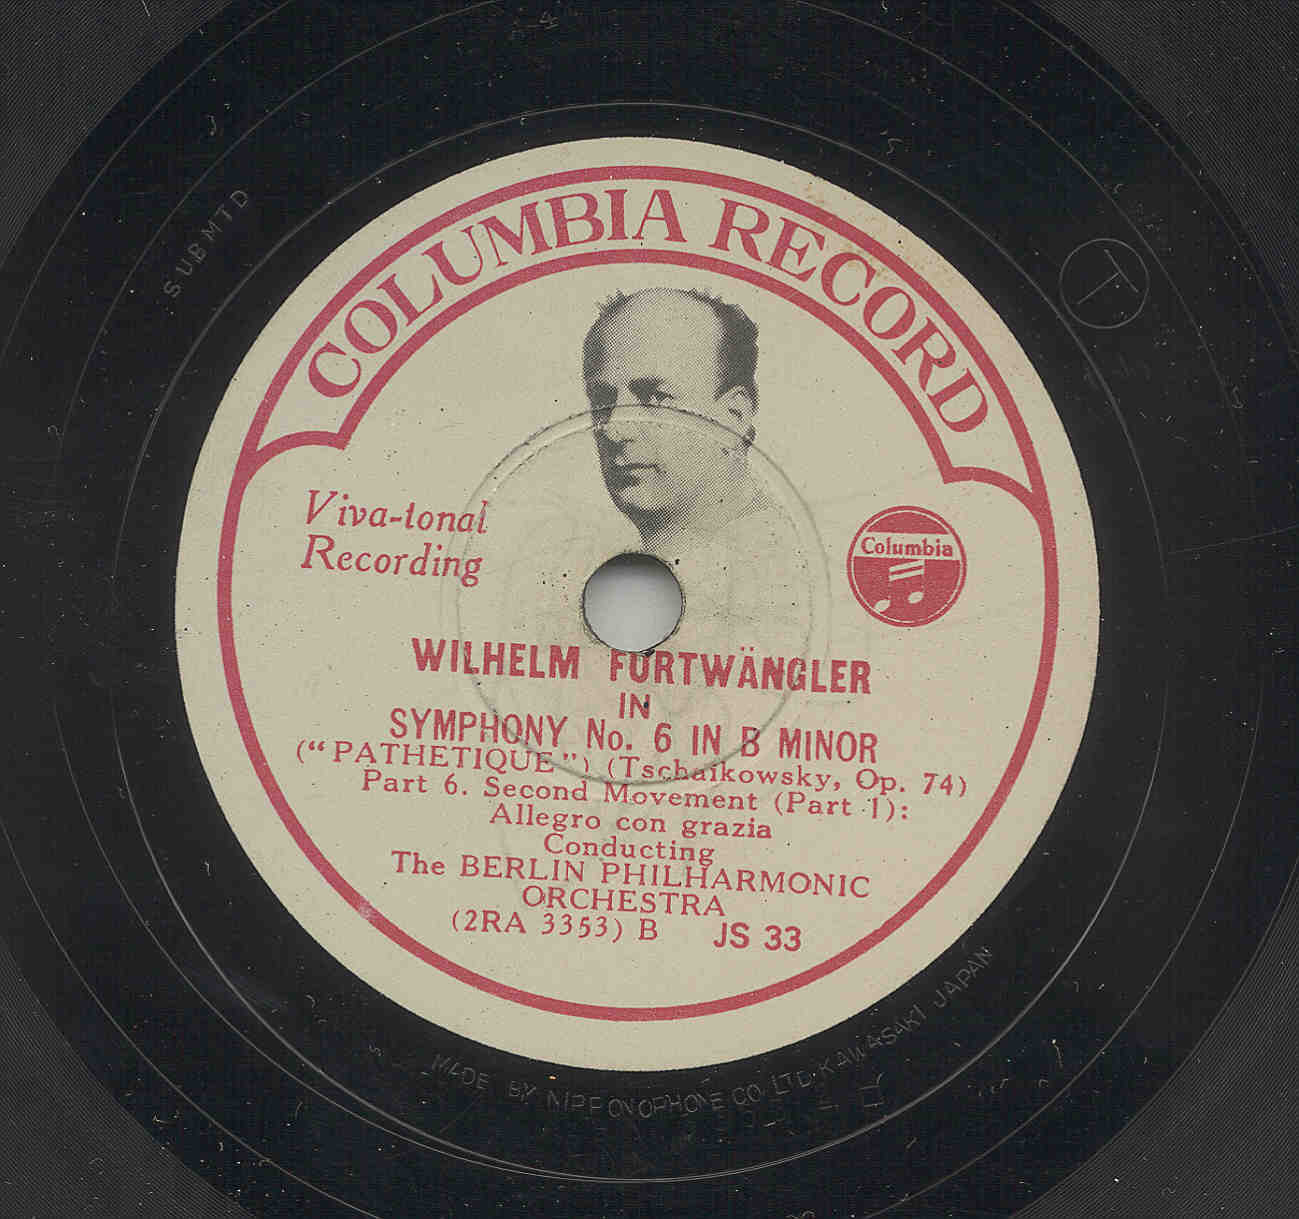 COLUMBIA RECORD
Viva-tonal
Recording
Columbia
WILHELM FURTWÄNGLER
IN
SYMPHONY No. 6 IN B MINOR
("PATHETIQUE") (Tschaikowsky, Op. 74)
Part 6. Second Movement (Part 1):
Allegro con grazia
Conducting
The BERLIN PHILHARMONIC
ORCHESTRA
(2RA 3353) B JS 33
SUBMTD
T
MADE BY NIPPONOPHONE CO. LTD. KAWASAKI JAPAN